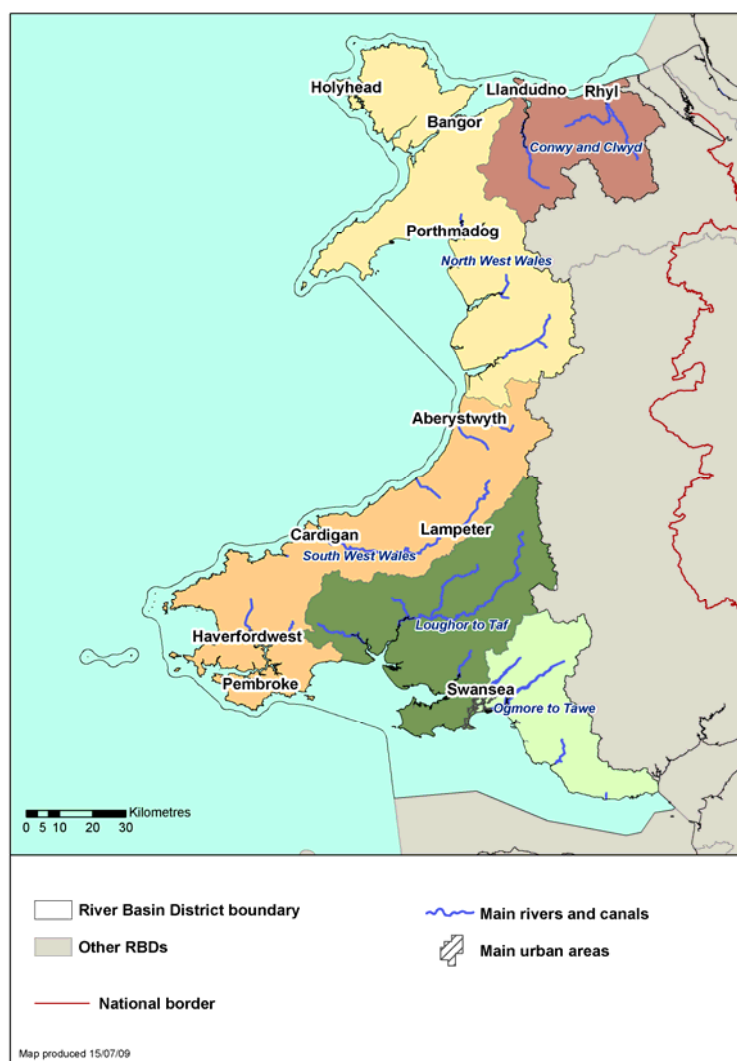 Holyhead
Llandudno
Rhyl
Bangor
Conwy and Clwyd
Porthmadog
North West Wales
Aberystwyth
Cardigan
Lampeter
South West Wales
Loughor to Taf
Haverfordwest
Pembroke
Swansea
Ogmore to Tawe
Kilometres
0 5 10 20 30
River Basin District boundary
Main rivers and canals
Other RBDs
Main urban areas
National border
Map produced 15/07/09